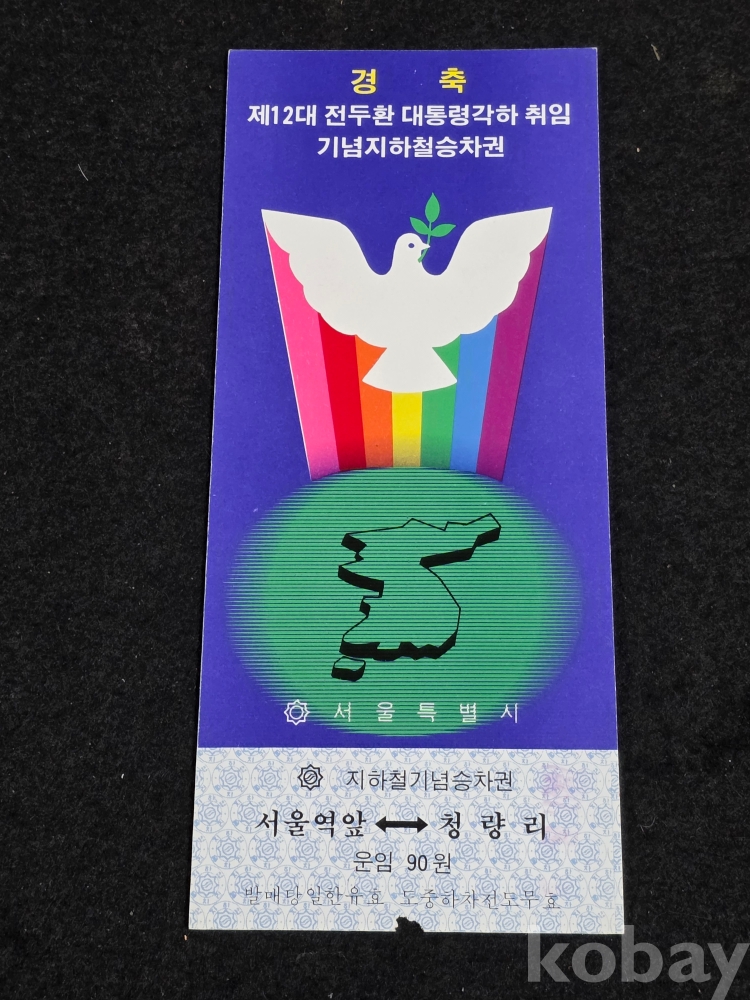 경 축
제12대 전두환 대통령각하 취임
기념지하철승차권
서울특별시
지하철기념승차권
서울역앞 ↔ 청량리
운임 90원
발매당일한유효 도중하차전도무효
kobay